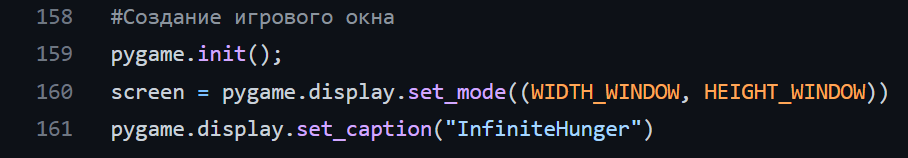 158 #Создание игрового окна
159 pygame.init();
160 screen = pygame.display.set_mode((WIDTH_WINDOW, HEIGHT_WINDOW))
161 pygame.display.set_caption("InfiniteHunger")